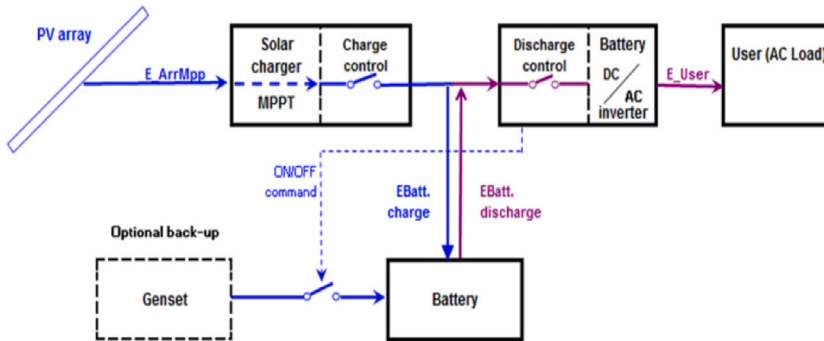 PV array
E_ArrMpp
Solar
charger
MPPT
Charge
control
Discharge
control
Battery
DC
AC
inverter
E_User
User (AC Load)
ON/OFF
command
EBatt.
charge
EBatt.
discharge
Optional back-up
Genset
Battery